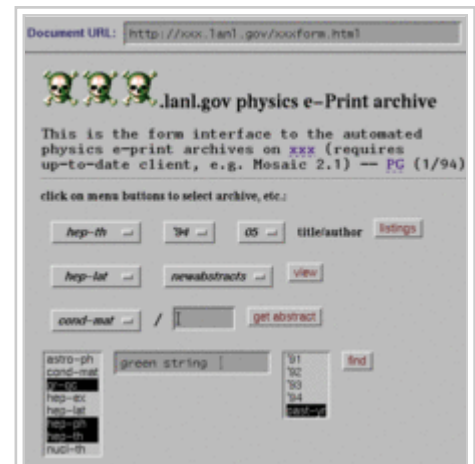 Document URL: http://xxx.lanl.gov/xxxform.html
.lanl.gov physics e-Print archive
This is the form interface to the automated
physics e-print archives on xxx (requires
up-to-date client, e.g. Mosaic 2.1) -- PG (1/94)
click on menu buttons to select archive, etc.:
hep-th '94 05 title/author listings
hep-lat newabstracts view
cond-mat / get abstract
astro-ph green string '91 find
cond-mat '92
gr-qc '93
hep-ex '94
hep-lat past-yr
hep-ph
hep-th
nucl-th